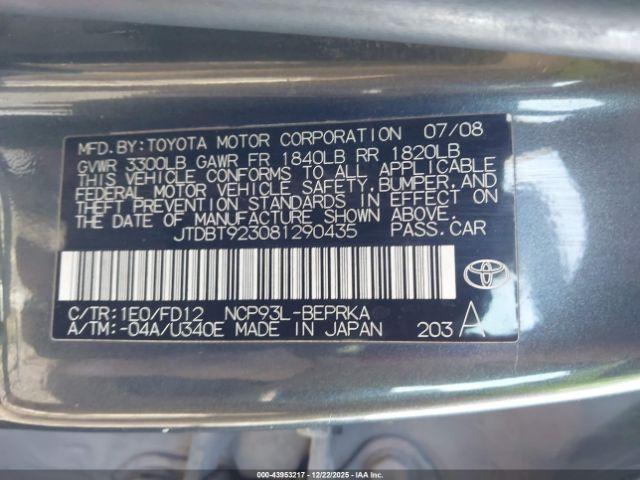 MFD.BY:TOYOTA MOTOR CORPORATION 07/08
GVWR 3300LB GAWR FR 1840LB RR 1820LB
THIS VEHICLE CONFORMS TO ALL APPLICABLE
FEDERAL MOTOR VEHICLE SAFETY,BUMPER,AND
THEFT PREVENTION STANDARDS IN EFFECT ON
THE DATE OF MANUFACTURE SHOWN ABOVE.
JTDBT923081290435 PASS.CAR
C/TR:1E0/FD12 NCP93L-BEPRKA
A/TM:-04A/U340E MADE IN JAPAN 203 A
000-43953217 - 12/22/2025 - IAAI.COM